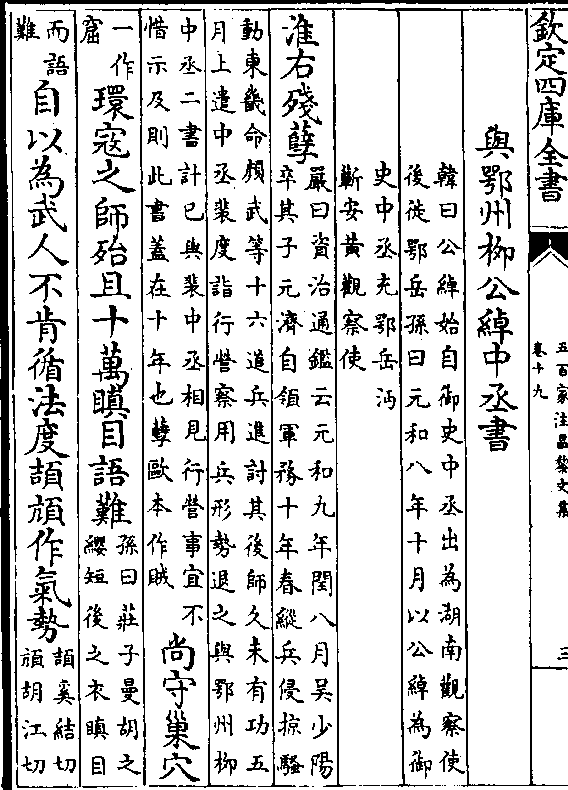 欽定四庫全書
五百家注昌黎文集
卷十九
三
與鄂州柳公綽中丞書
韓曰公綽始自御史中丞出為湖南觀察使
後徙鄂岳孫曰元和八年十月以公綽為御
史中丞充鄂岳沔
蘄安黃觀察使
淮右殘孽
嚴曰資治通鑑云元和九年閏八月吳少陽
卒其子元濟自領軍務十年春縱兵侵掠騷
動東畿命顏武等十六道兵進討其後師久未有功五
月上遣中丞裴度詣行營察用兵形勢退之與鄂州柳
中丞二書計已與裴中丞相見行營事宜不
惜示及則此書蓋在十年也孽歐本作賊
尚守巢穴
一作
窟
環寇之師殆且十萬瞋目語難
孫曰莊子曼胡之
纓短後之衣瞋目
而語
難
自以為武人不肯循法度頡頏作氣勢
頡奚結切
頏胡江切